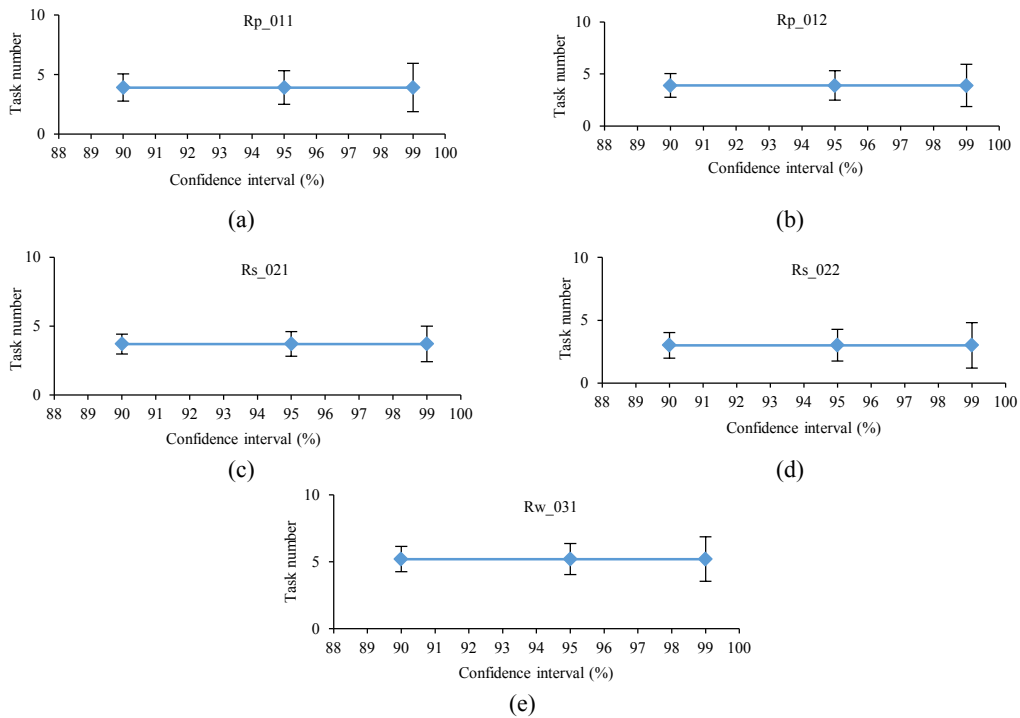 Rp_011
10
5
0
Task number
88 89 90 91 92 93 94 95 96 97 98 99 100
Confidence interval (%)
(a)
Rp_012
10
5
0
Task number
88 89 90 91 92 93 94 95 96 97 98 99 100
Confidence interval (%)
(b)
Rs_021
10
5
0
Task number
88 89 90 91 92 93 94 95 96 97 98 99 100
Confidence interval (%)
(c)
Rs_022
10
5
0
Task number
88 89 90 91 92 93 94 95 96 97 98 99 100
Confidence interval (%)
(d)
Rw_031
10
5
0
Task number
88 89 90 91 92 93 94 95 96 97 98 99 100
Confidence interval (%)
(e)